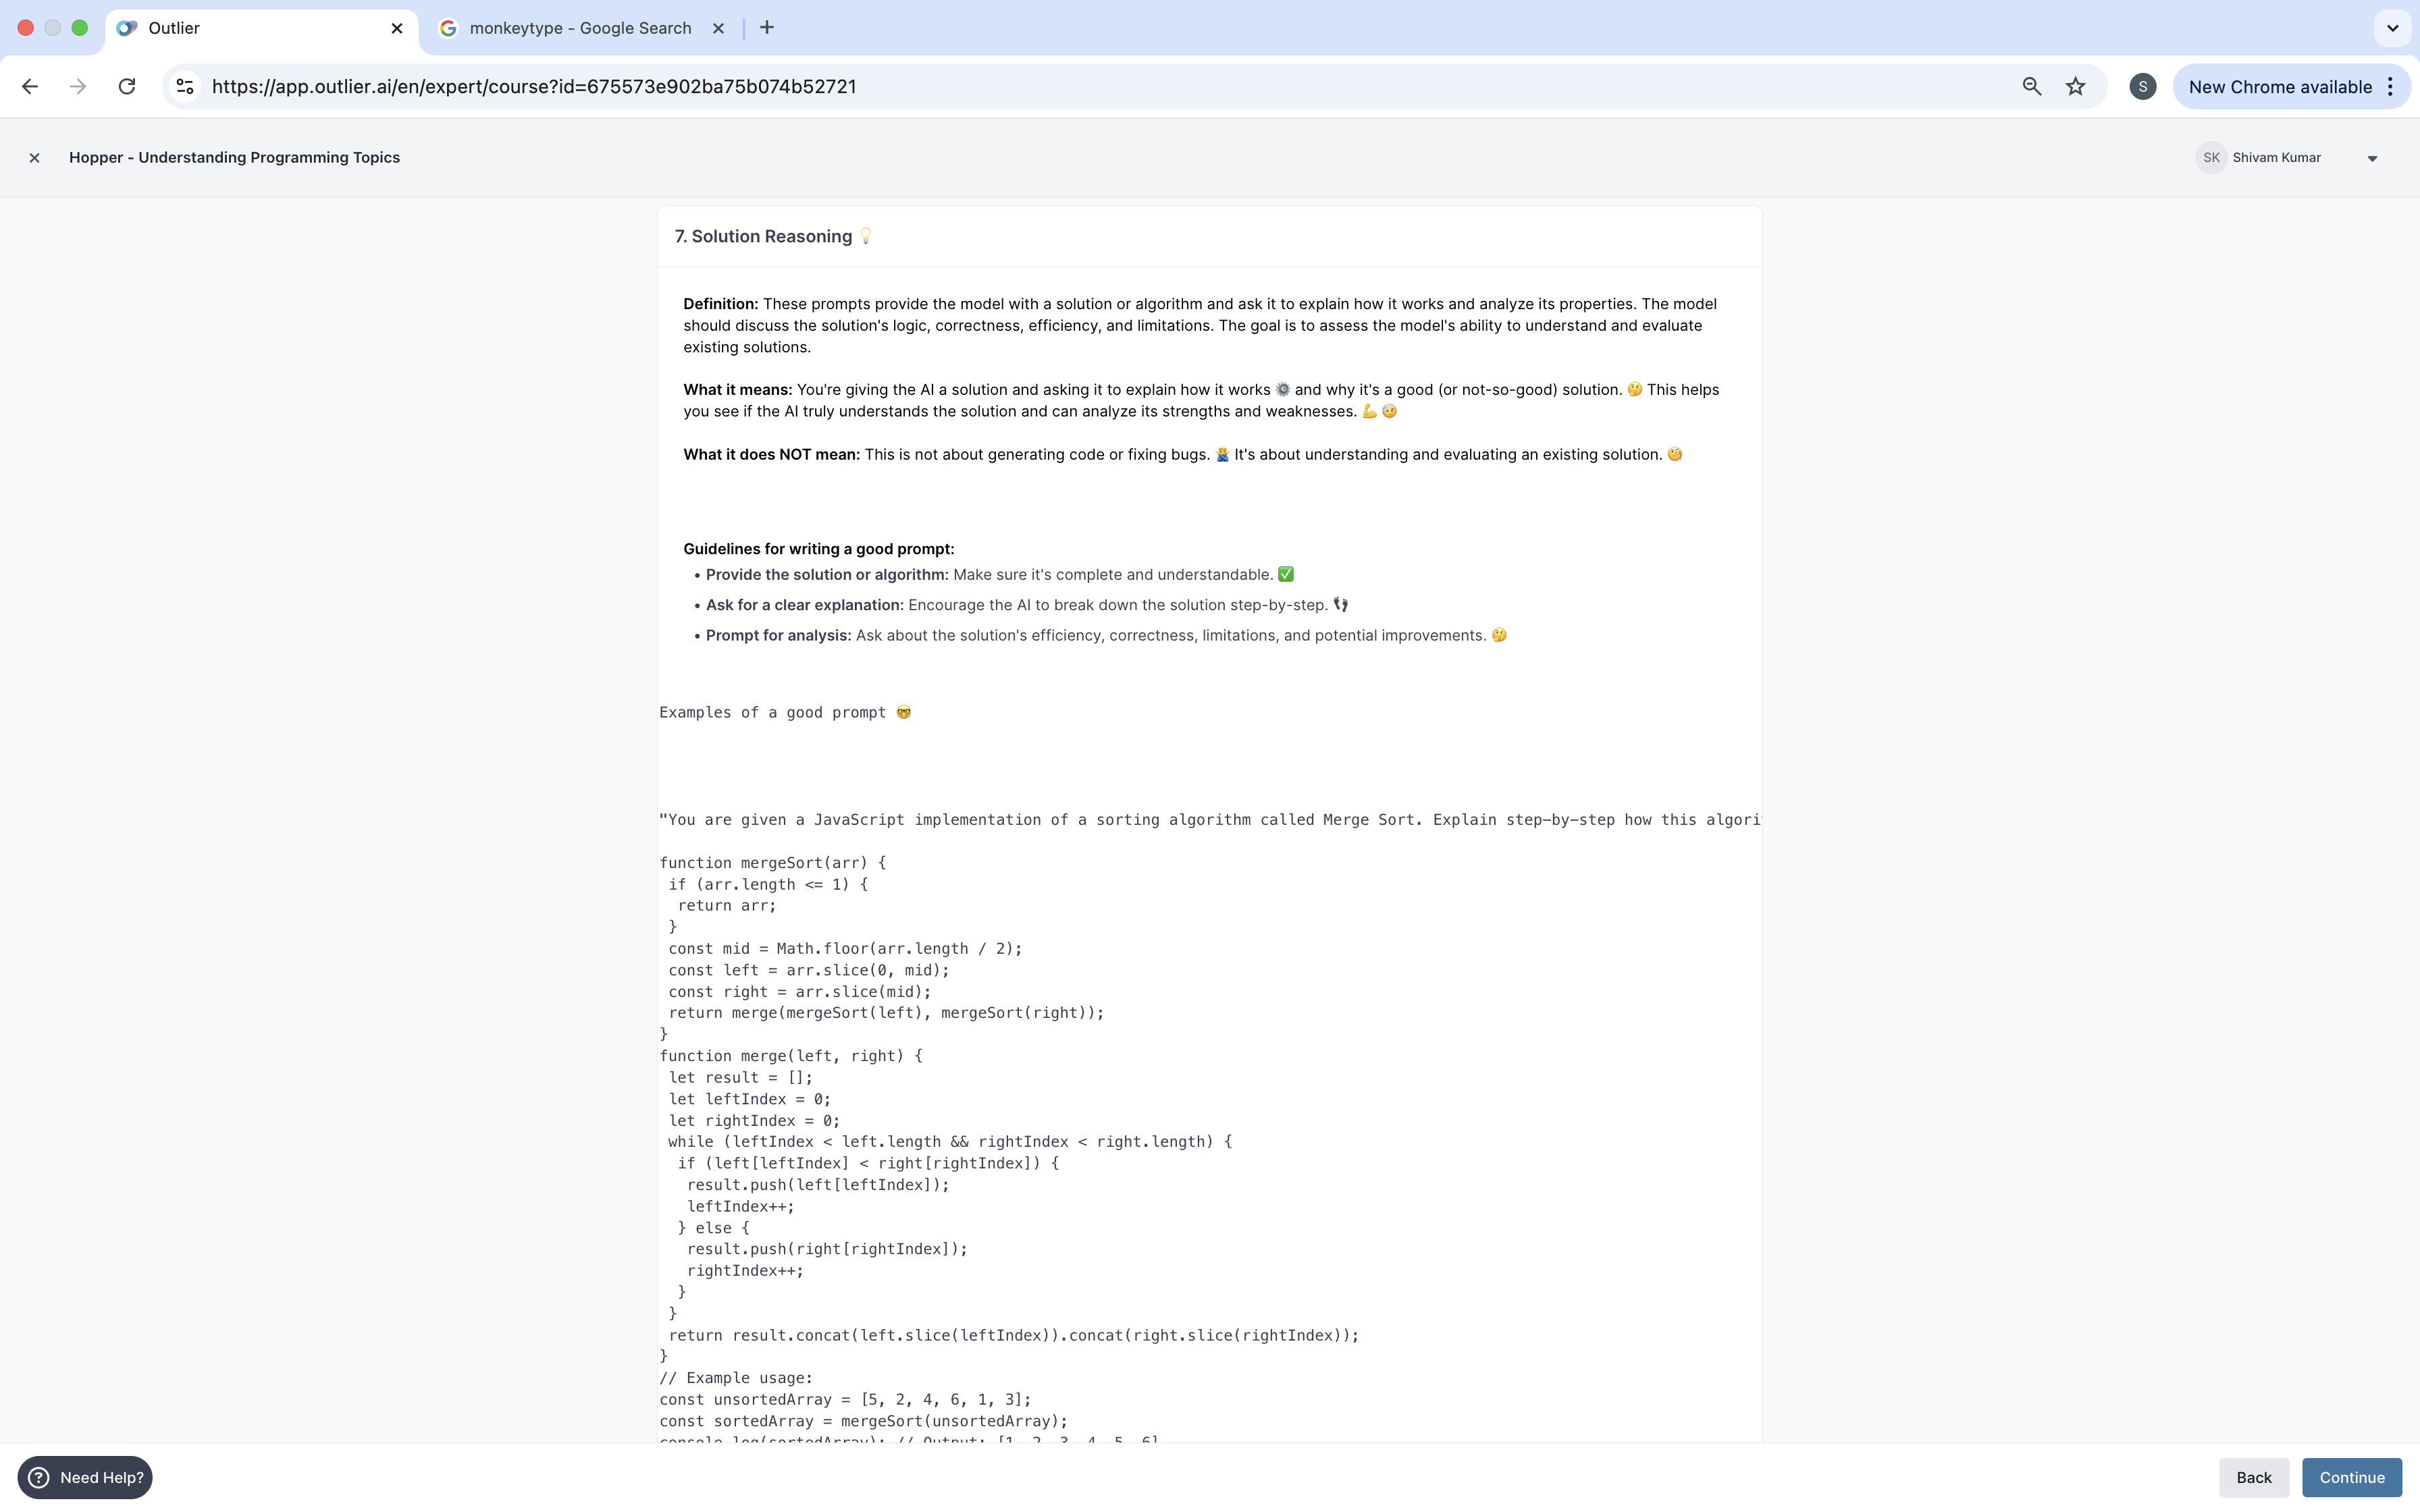 Outlier
monkeytype - Google Search
https://app.outlier.ai/en/expert/course?id=675573e902ba75b074b52721
S
New Chrome available
Hopper - Understanding Programming Topics
SK Shivam Kumar
7. Solution Reasoning 💡
Definition: These prompts provide the model with a solution or algorithm and ask it to explain how it works and analyze its properties. The model
should discuss the solution's logic, correctness, efficiency, and limitations. The goal is to assess the model's ability to understand and evaluate
existing solutions.
What it means: You're giving the AI a solution and asking it to explain how it works ⚙️ and why it's a good (or not-so-good) solution. 🤔 This helps
you see if the AI truly understands the solution and can analyze its strengths and weaknesses. 💪 🤕
What it does NOT mean: This is not about generating code or fixing bugs. 🙅‍♂️ It's about understanding and evaluating an existing solution. 🧐
Guidelines for writing a good prompt:
• Provide the solution or algorithm: Make sure it's complete and understandable. ✅
• Ask for a clear explanation: Encourage the AI to break down the solution step-by-step. 👣
• Prompt for analysis: Ask about the solution's efficiency, correctness, limitations, and potential improvements. 🤔
Examples of a good prompt 🤓
"You are given a JavaScript implementation of a sorting algorithm called Merge Sort. Explain step-by-step how this algori
function mergeSort(arr) {
if (arr.length <= 1) {
return arr;
}
const mid = Math.floor(arr.length / 2);
const left = arr.slice(0, mid);
const right = arr.slice(mid);
return merge(mergeSort(left), mergeSort(right));
}
function merge(left, right) {
let result = [];
let leftIndex = 0;
let rightIndex = 0;
while (leftIndex < left.length && rightIndex < right.length) {
if (left[leftIndex] < right[rightIndex]) {
result.push(left[leftIndex]);
leftIndex++;
} else {
result.push(right[rightIndex]);
rightIndex++;
}
}
return result.concat(left.slice(leftIndex)).concat(right.slice(rightIndex));
}
// Example usage:
const unsortedArray = [5, 2, 4, 6, 1, 3];
const sortedArray = mergeSort(unsortedArray);
console.log(sortedArray); // Output: [1, 2, 3, 4, 5, 6]
? Need Help?
Back
Continue